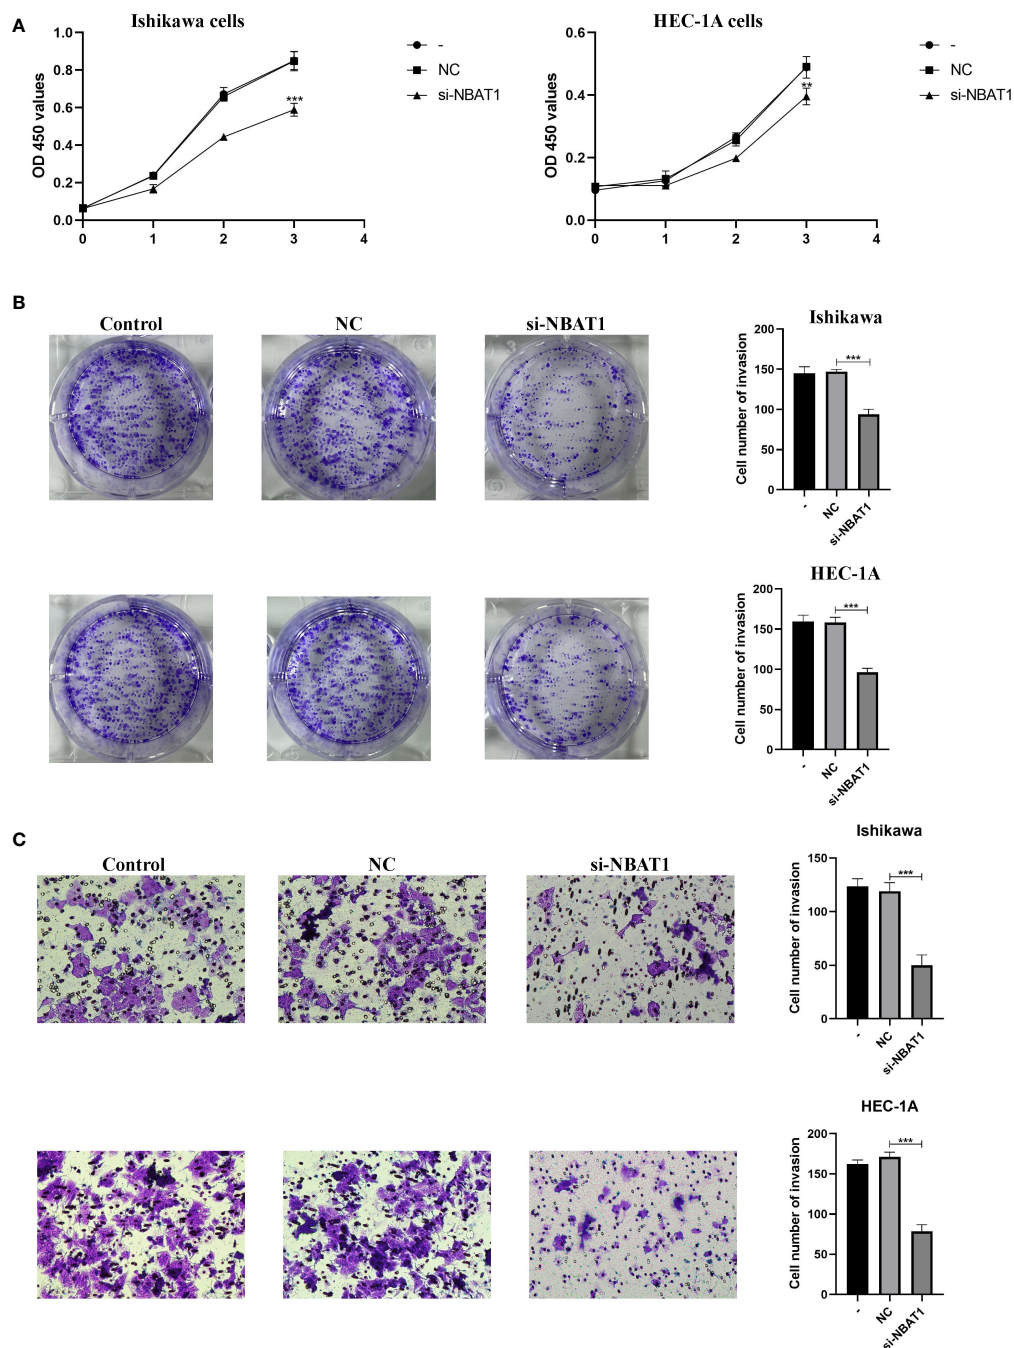 A
Ishikawa cells
HEC-1A cells
OD 450 values
1.0
0.8
0.6
0.4
0.2
0.0
0 1 2 3 4
***
-
NC
si-NBAT1
OD 450 values
0.6
0.4
0.2
0.0
0 1 2 3 4
**
-
NC
si-NBAT1
B
Control
NC
si-NBAT1
Ishikawa
Cell number of invasion
200
150
100
50
0
***
-
NC
si-NBAT1
HEC-1A
Cell number of invasion
200
150
100
50
0
***
-
NC
si-NBAT1
C
Control
NC
si-NBAT1
Ishikawa
Cell number of invasion
150
100
50
0
***
-
NC
si-NBAT1
HEC-1A
Cell number of invasion
200
150
100
50
0
***
-
NC
si-NBAT1